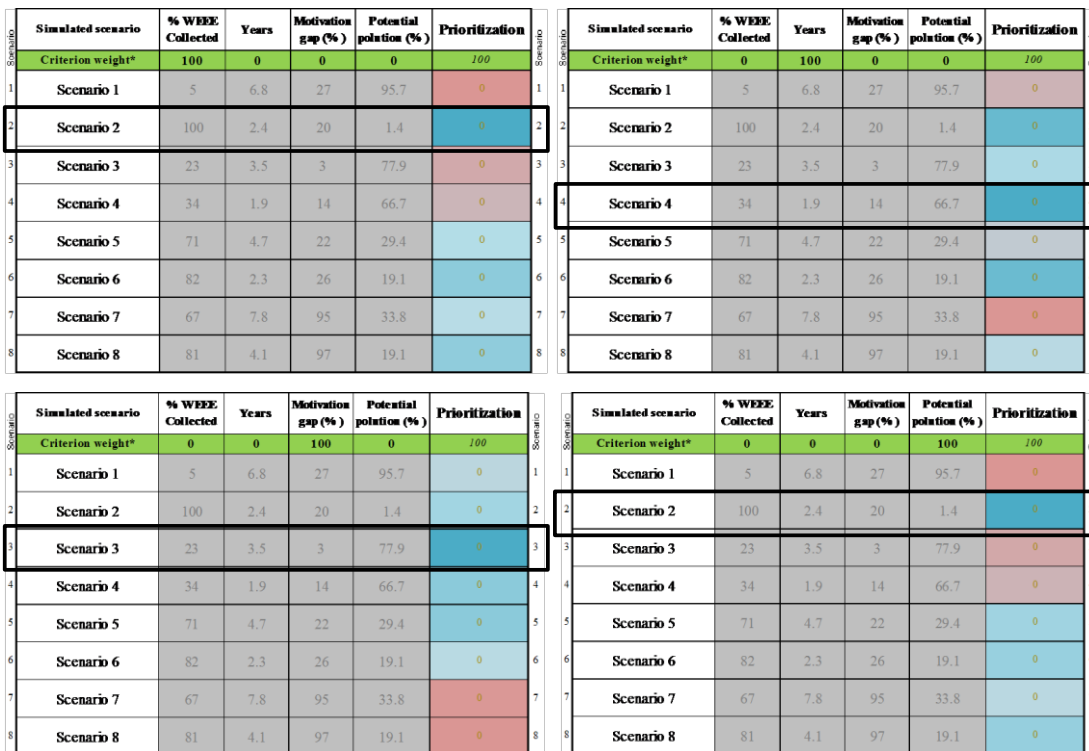 Scenario
Simulated scenario % WEEE Collected Years Motivation gap (%) Potential polution (%) Prioritization
Criterion weight* 100 0 0 0 100
1 Scenario 1 5 6.8 27 95.7 0 1
2 Scenario 2 100 2.4 20 1.4 0 2
3 Scenario 3 23 3.5 3 77.9 0 3
4 Scenario 4 34 1.9 14 66.7 0 4
5 Scenario 5 71 4.7 22 29.4 0 5
6 Scenario 6 82 2.3 26 19.1 0 6
7 Scenario 7 67 7.8 95 33.8 0 7
8 Scenario 8 81 4.1 97 19.1 0 8
Scenario
Scenario
Simulated scenario % WEEE Collected Years Motivation gap (%) Potential polution (%) Prioritization
Criterion weight* 0 100 0 0 100
1 Scenario 1 5 6.8 27 95.7 0
2 Scenario 2 100 2.4 20 1.4 0
3 Scenario 3 23 3.5 3 77.9 0
4 Scenario 4 34 1.9 14 66.7 0
5 Scenario 5 71 4.7 22 29.4 0
6 Scenario 6 82 2.3 26 19.1 0
7 Scenario 7 67 7.8 95 33.8 0
8 Scenario 8 81 4.1 97 19.1 0
Scenario
Simulated scenario % WEEE Collected Years Motivation gap (%) Potential polution (%) Prioritization
Criterion weight* 0 0 100 0 100
1 Scenario 1 5 6.8 27 95.7 0 1
2 Scenario 2 100 2.4 20 1.4 0 2
3 Scenario 3 23 3.5 3 77.9 0 3
4 Scenario 4 34 1.9 14 66.7 0 4
5 Scenario 5 71 4.7 22 29.4 0 5
6 Scenario 6 82 2.3 26 19.1 0 6
7 Scenario 7 67 7.8 95 33.8 0 7
8 Scenario 8 81 4.1 97 19.1 0 8
Scenario
Scenario
Simulated scenario % WEEE Collected Years Motivation gap (%) Potential polution (%) Prioritization
Criterion weight* 0 0 0 100 100
1 Scenario 1 5 6.8 27 95.7 0
2 Scenario 2 100 2.4 20 1.4 0
3 Scenario 3 23 3.5 3 77.9 0
4 Scenario 4 34 1.9 14 66.7 0
5 Scenario 5 71 4.7 22 29.4 0
6 Scenario 6 82 2.3 26 19.1 0
7 Scenario 7 67 7.8 95 33.8 0
8 Scenario 8 81 4.1 97 19.1 0